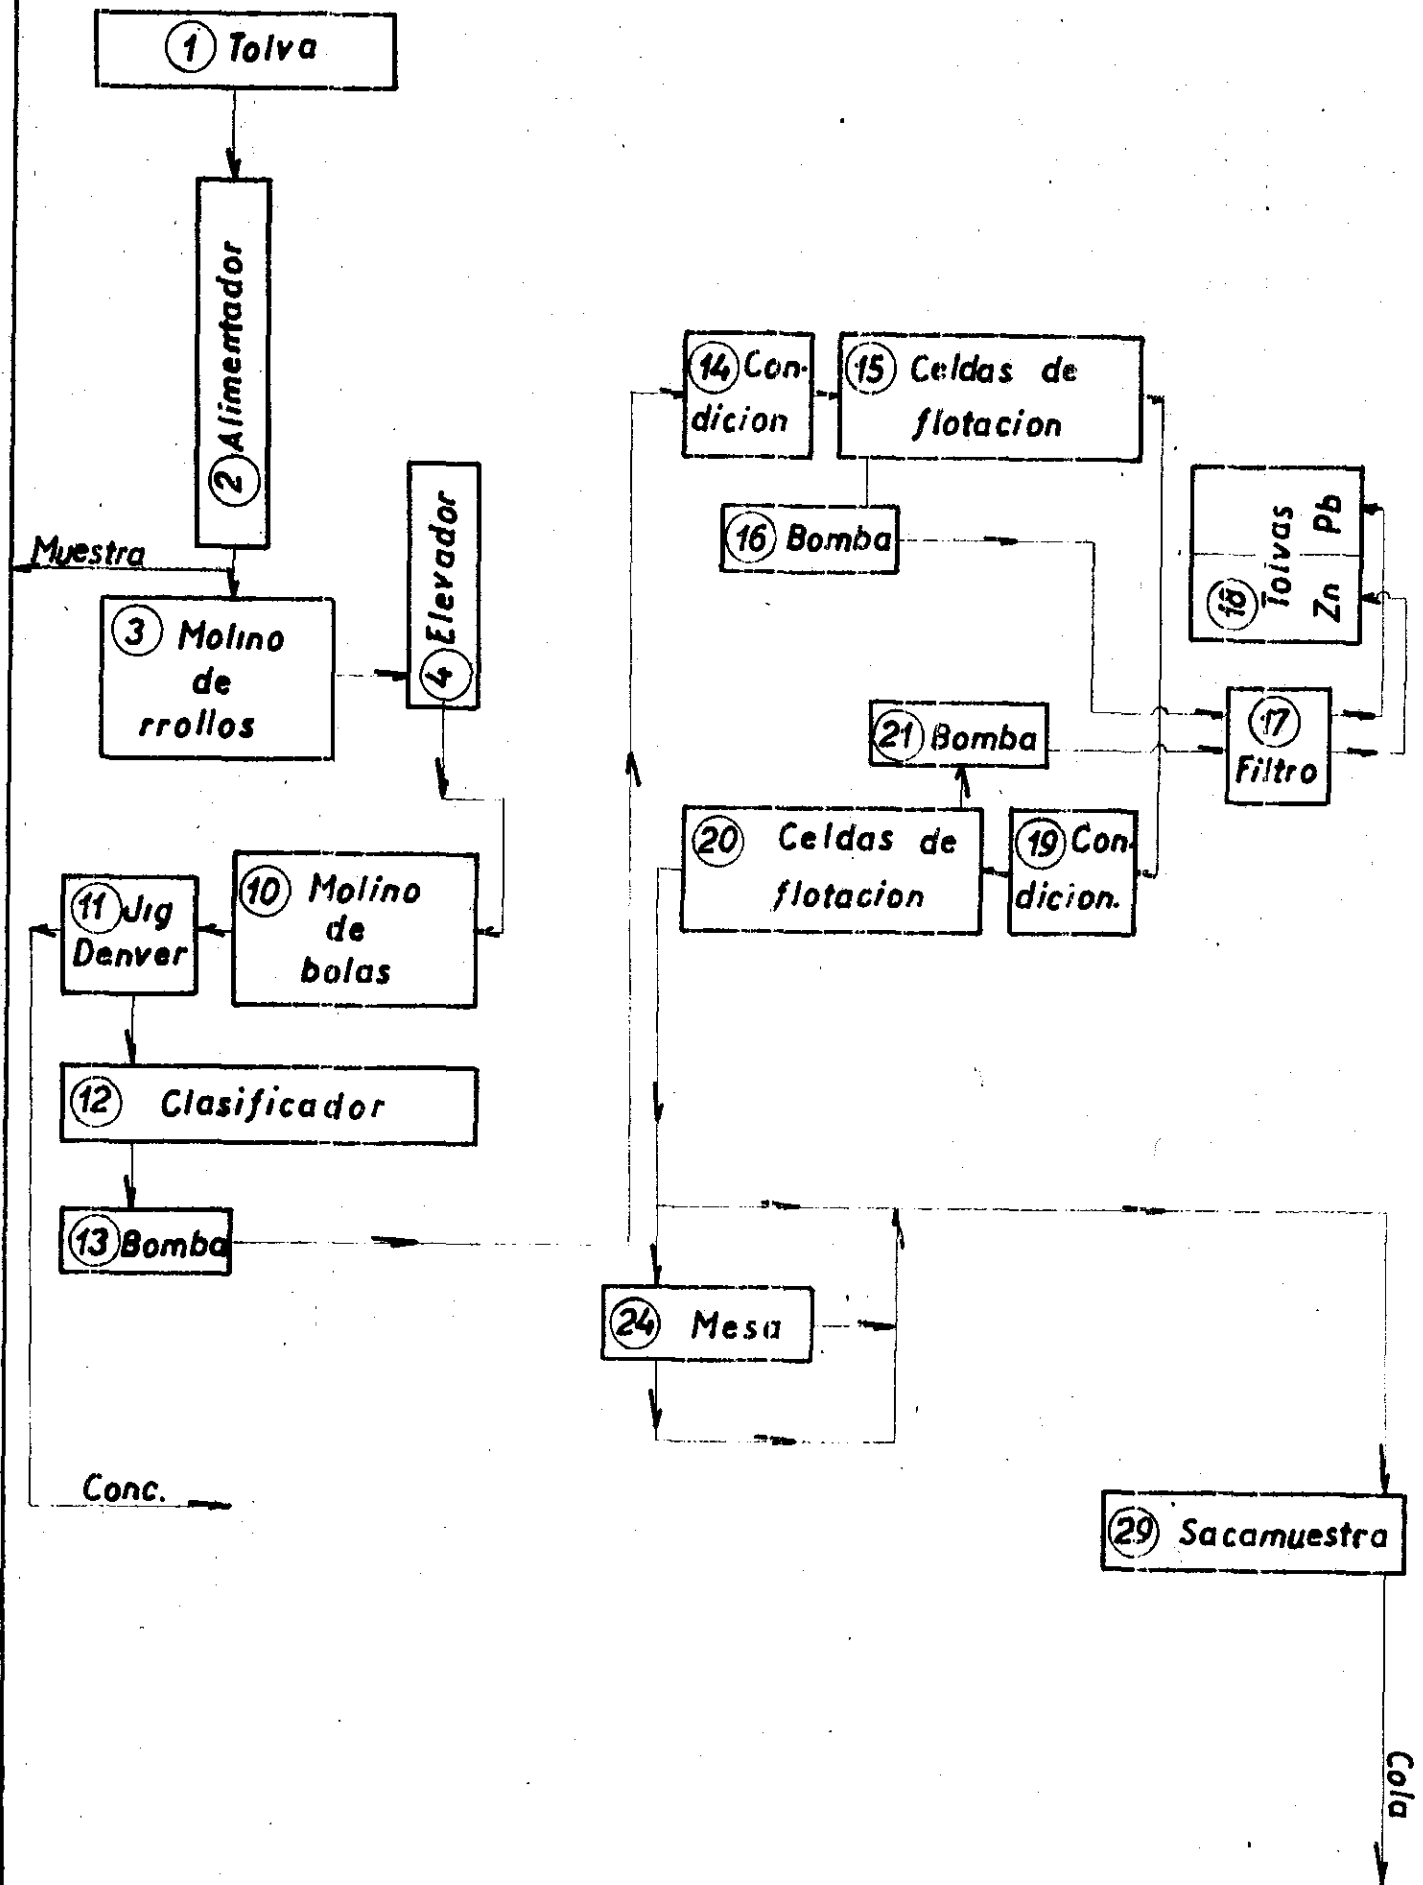 1 Tolva
2 Alimentador
Muestra
3 Molino
de
rrollos
4 Elevador
10 Molino
de
bolas
11 Jig
Denver
12 Clasificador
13 Bomba
Conc.
14 Con-
dicion
15 Celdas de
flotacion
16 Bomba
18 Tolvas
Zn Pb
17
Filtro
21 Bomba
20 Celdas de
flotacion
19 Con-
dicion.
24 Mesa
29 Sacamuestra
Cola